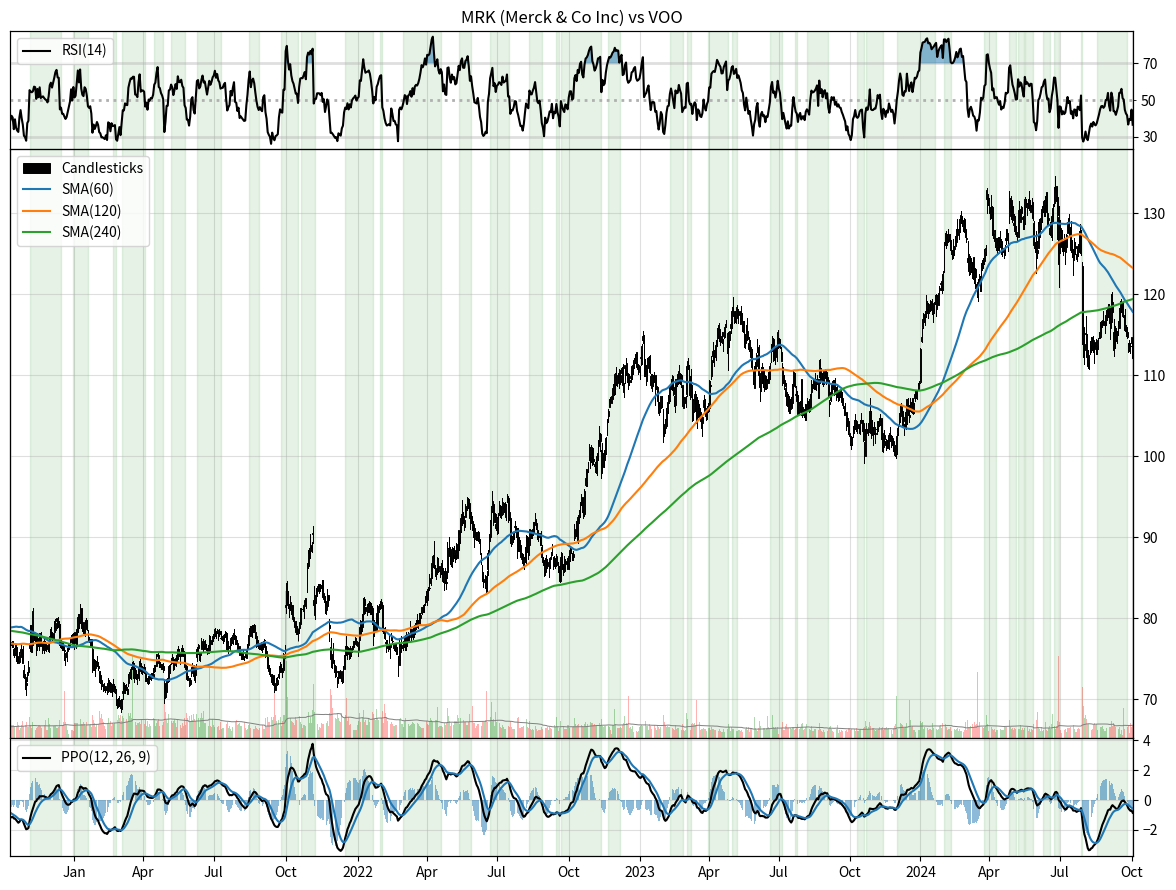 MRK (Merck & Co Inc) vs VOO
RSI(14)
70
50
30
Candlesticks
SMA(60)
SMA(120)
SMA(240)
130
120
110
100
90
80
70
PPO(12, 26, 9)
4
2
0
−2
Jan Apr Jul Oct 2022 Apr Jul Oct 2023 Apr Jul Oct 2024 Apr Jul Oct